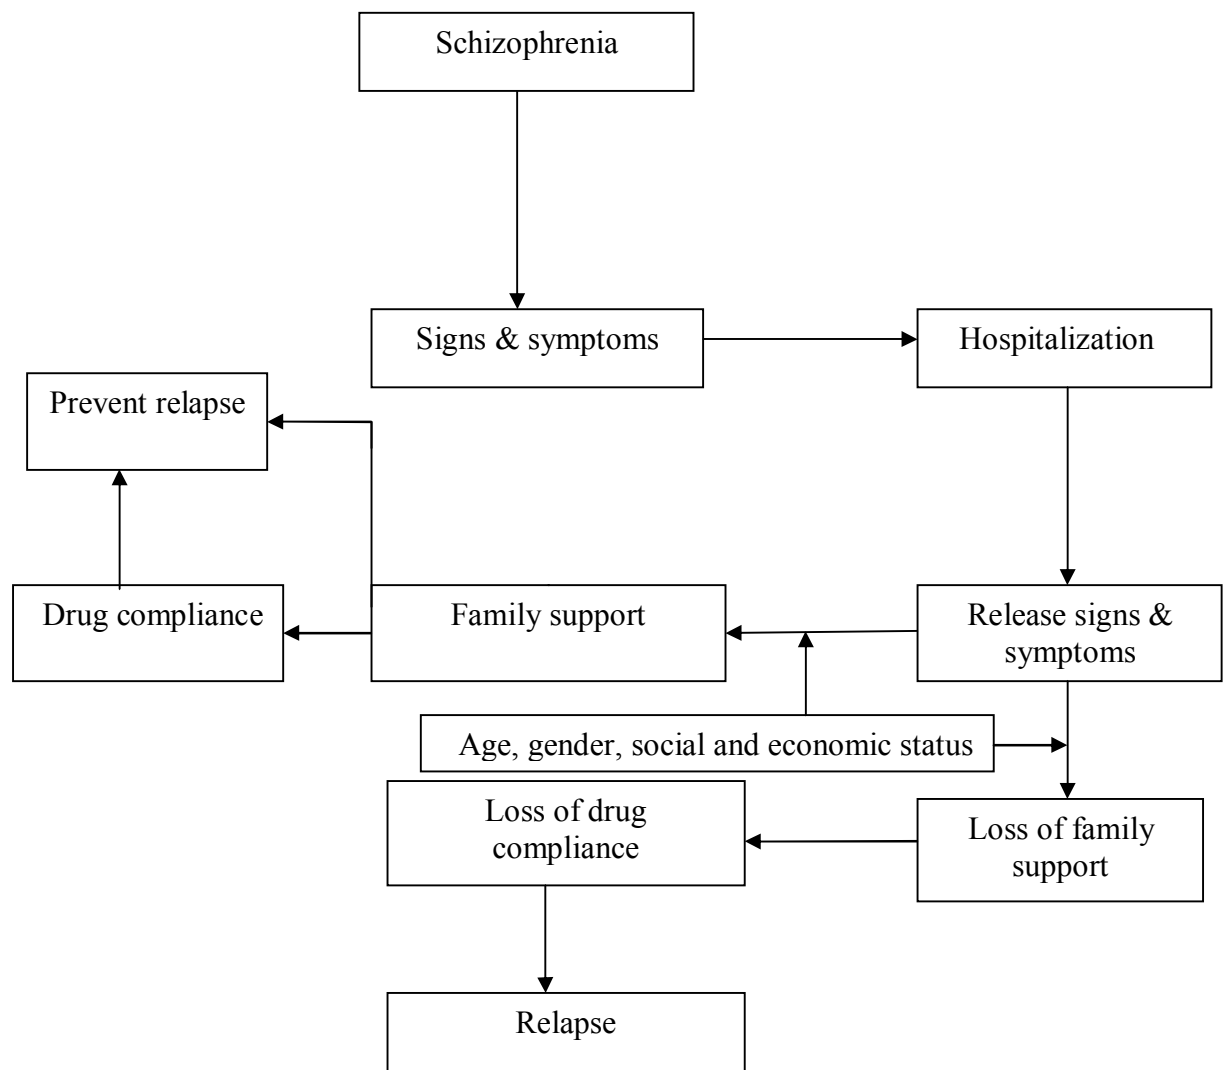 Schizophrenia
Signs & symptoms
Hospitalization
Prevent relapse
Drug compliance
Family support
Release signs &
symptoms
Age, gender, social and economic status
Loss of drug
compliance
Loss of family
support
Relapse